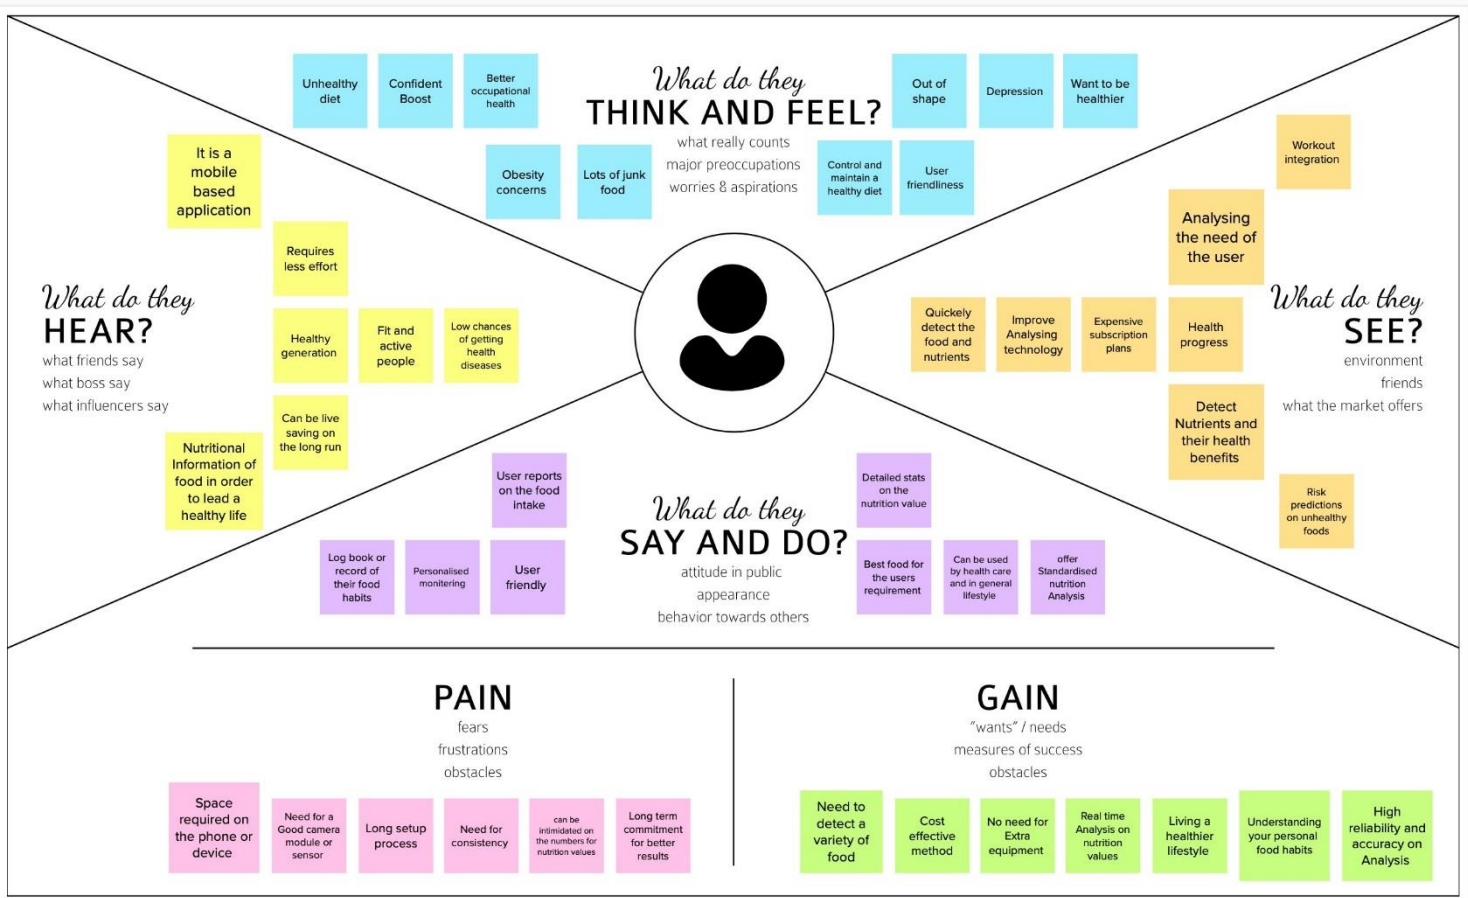 What do they
THINK AND FEEL?
what really counts
major preoccupations
worries & aspirations
Unhealthy
diet
Confident
Boost
Better
occupational
health
Obesity
concerns
Lots of junk
food
Out of
shape
Depression
Want to be
healthier
Control and
maintain a
healthy diet
User
friendliness
What do they
HEAR?
what friends say
what boss say
what influencers say
It is a
mobile
based
application
Requires
less effort
Healthy
generation
Fit and
active
people
Low chances
of getting
health
diseases
Can be live
saving on
the long run
Nutritional
Information of
food in order
to lead a
healthy life
What do they
SEE?
environment
friends
what the market offers
Workout
integration
Analysing
the need of
the user
Quickely
detect the
food and
nutrients
Improve
Analysing
technology
Expensive
subscription
plans
Health
progress
Detect
Nutrients and
their health
benefits
Risk
predictions
on unhealthy
foods
What do they
SAY AND DO?
attitude in public
appearance
behavior towards others
User reports
on the food
intake
Log book or
record of
their food
habits
Personalised
monitering
User
friendly
Detailed stats
on the
nutrition value
Best food for
the users
requirement
Can be used
by health care
and in general
lifestyle
offer
Standardised
nutrition
Analysis
PAIN
fears
frustrations
obstacles
Space
required on
the phone or
device
Need for a
Good camera
module or
sensor
Long setup
process
Need for
consistency
can be
intimidated on
the numbers for
nutrition values
Long term
commitment
for better
results
GAIN
"wants" / needs
measures of success
obstacles
Need to
detect a
variety of
food
Cost
effective
method
No need for
Extra
equipment
Real time
Analysis on
nutrition
values
Living a
healthier
lifestyle
Understanding
your personal
food habits
High
reliability and
accuracy on
Analysis